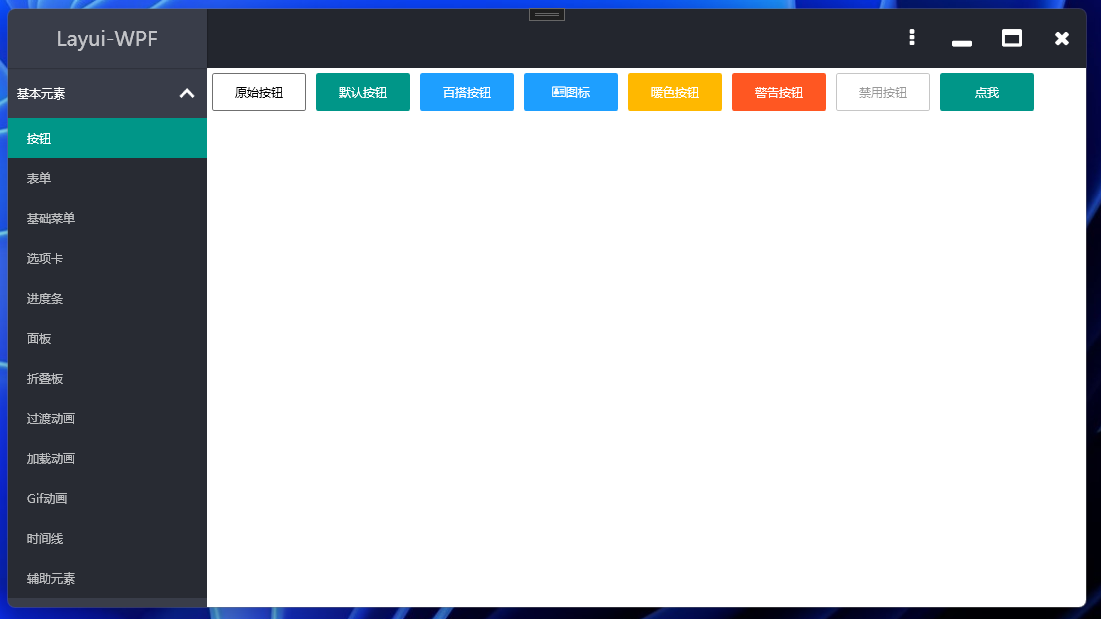 Layui-WPF
基本元素
按钮
表单
基础菜单
选项卡
进度条
面板
折叠板
过渡动画
加载动画
Gif动画
时间线
辅助元素
原始按钮
默认按钮
百搭按钮
图标
暖色按钮
警告按钮
禁用按钮
点我